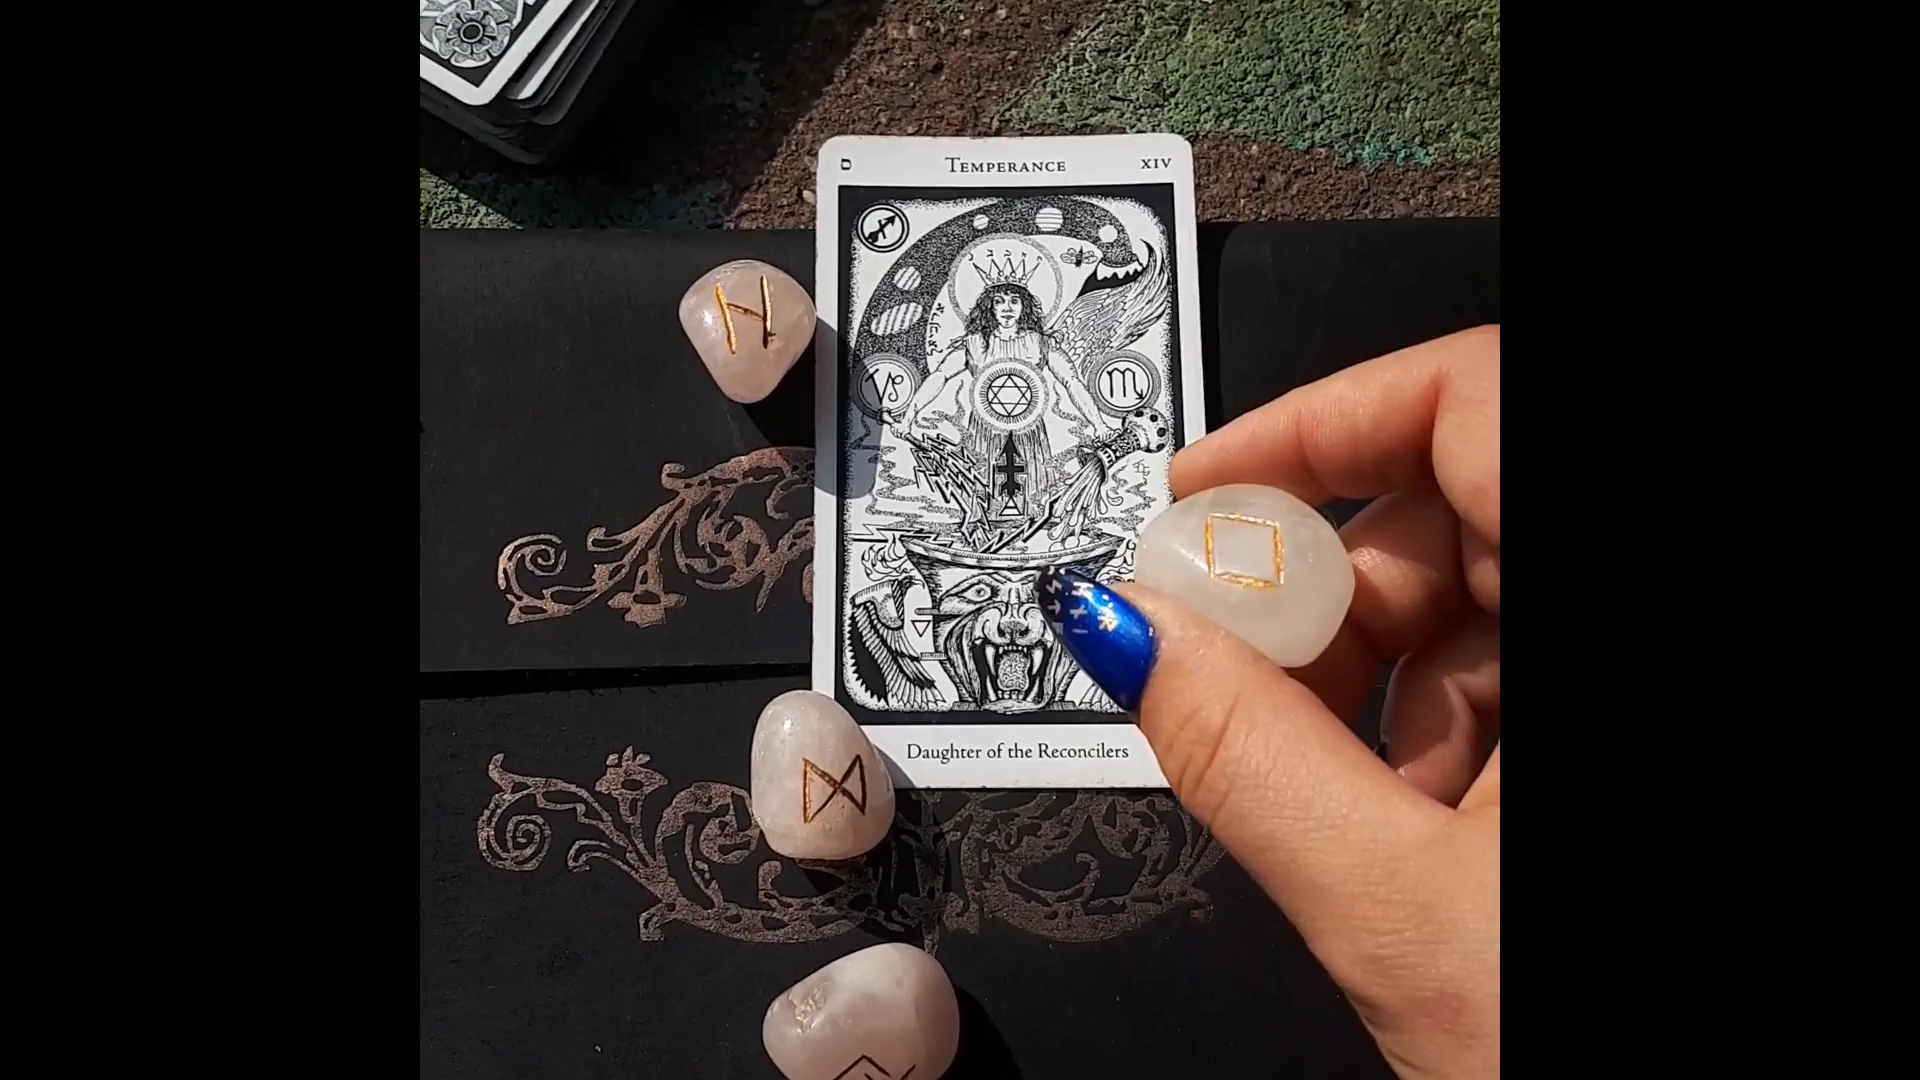 ס TEMPERANCE XIV
Daughter of the Reconcilers